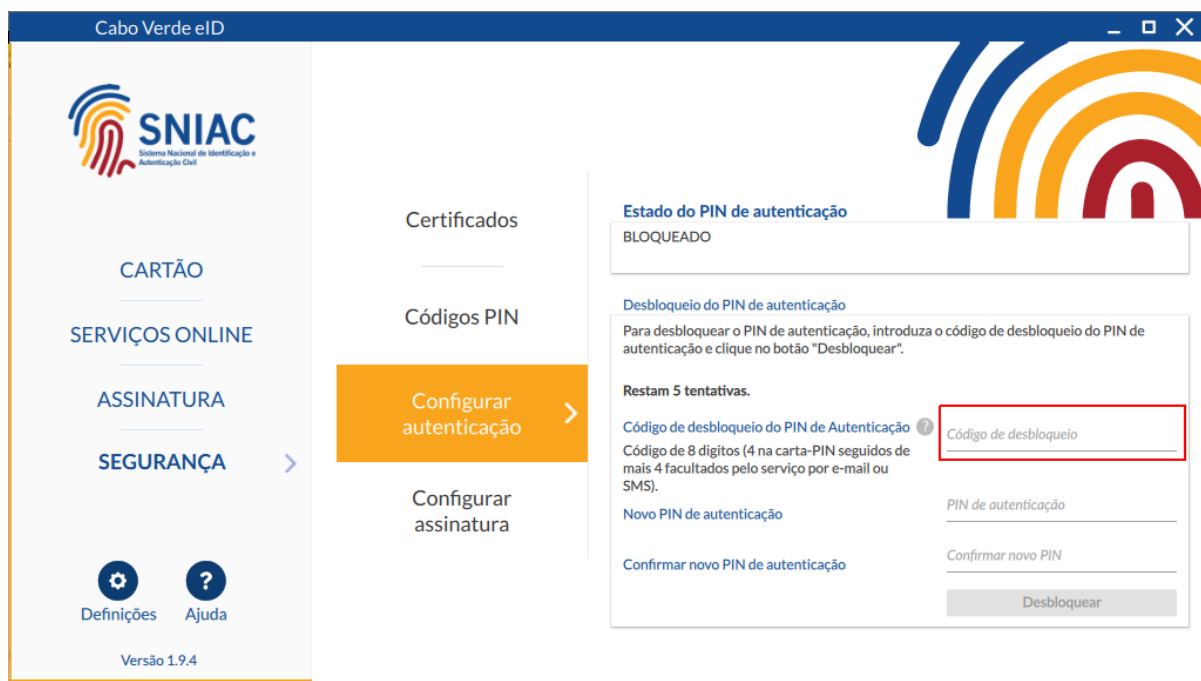 Cabo Verde eID
SNIAC
Sistema Nacional de Identificação e
Autenticação Civil
CARTÃO
SERVIÇOS ONLINE
ASSINATURA
SEGURANÇA
Definições
Ajuda
Versão 1.9.4
Certificados
Códigos PIN
Configurar
autenticação
Configurar
assinatura
Estado do PIN de autenticação
BLOQUEADO
Desbloqueio do PIN de autenticação
Para desbloquear o PIN de autenticação, introduza o código de desbloqueio do PIN de
autenticação e clique no botão "Desbloquear".
Restam 5 tentativas.
Código de desbloqueio do PIN de Autenticação ?
Código de desbloqueio
Código de 8 digitos (4 na carta-PIN seguidos de
mais 4 facultados pelo serviço por e-mail ou
SMS).
Novo PIN de autenticação
PIN de autenticação
Confirmar novo PIN de autenticação
Confirmar novo PIN
Desbloquear